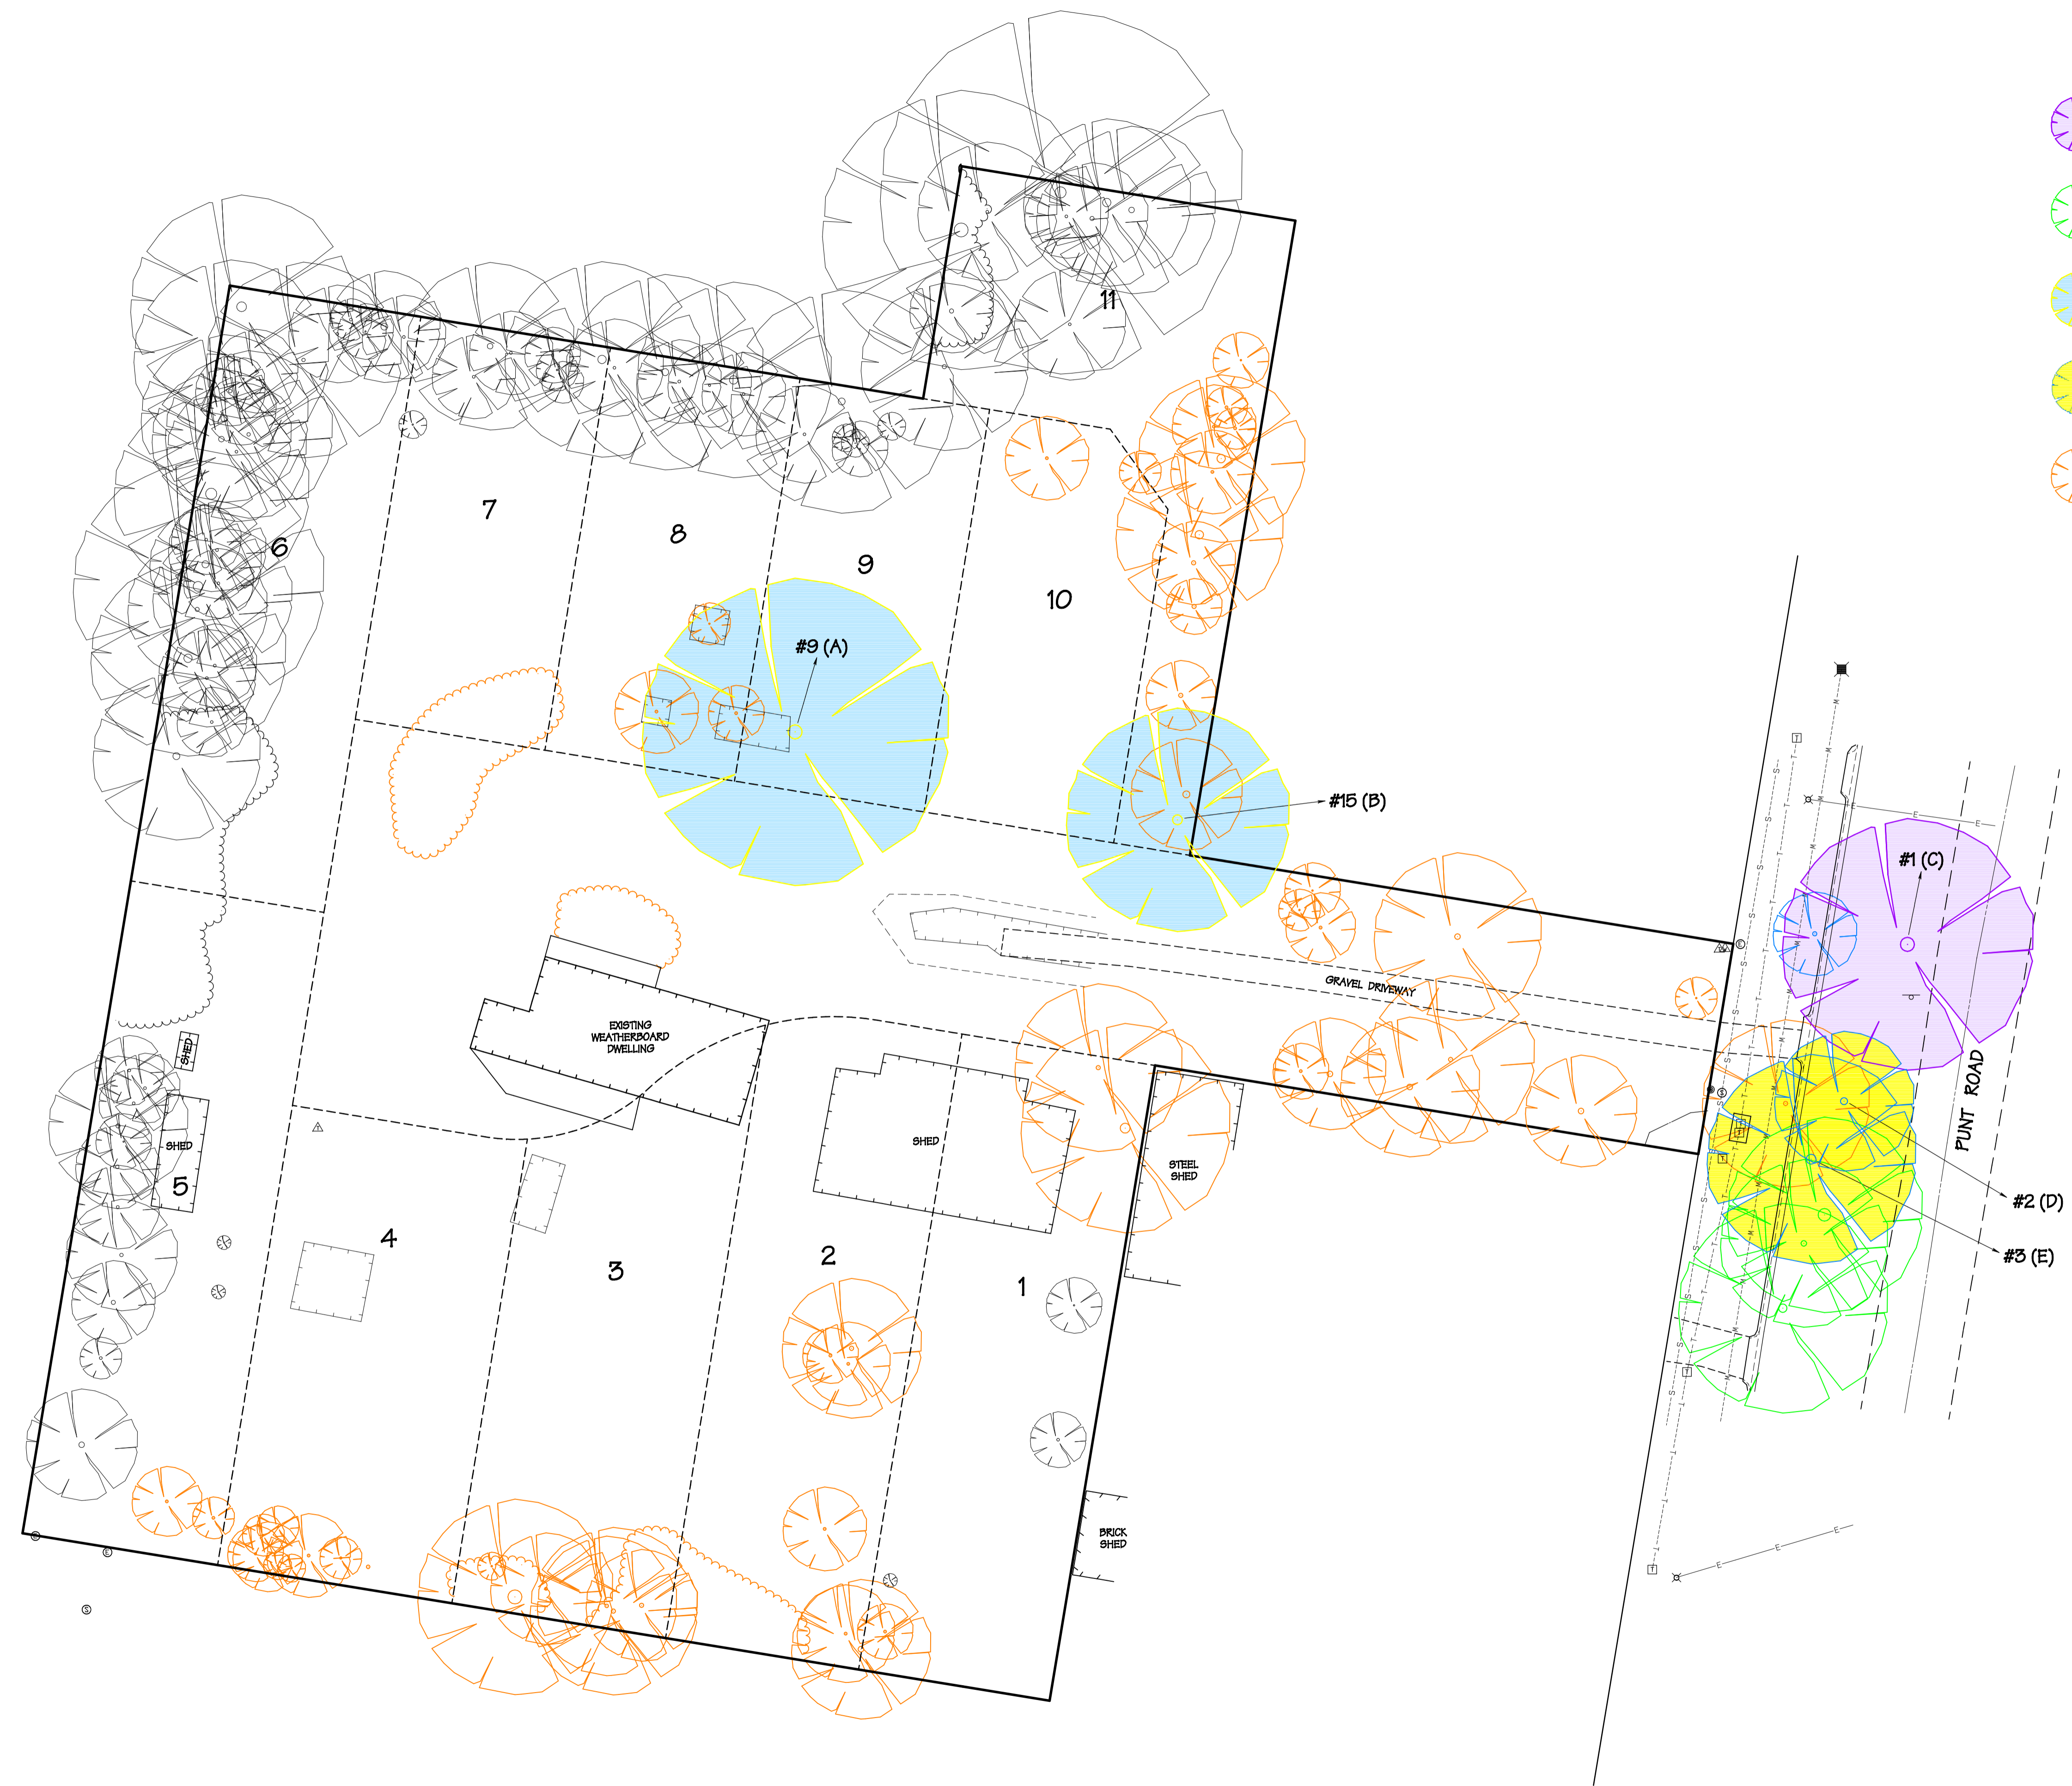 11
6
7
8
9
10
#9 (A)
#15 (B)
#1 (C)
GRAVEL DRIVEWAY
EXISTING
WEATHERBOARD
DWELLING
SHED
SHED
SHED
STEEL
SHED
PUNT ROAD
#2 (D)
#3 (E)
5
4
3
2
1
BRICK
SHED